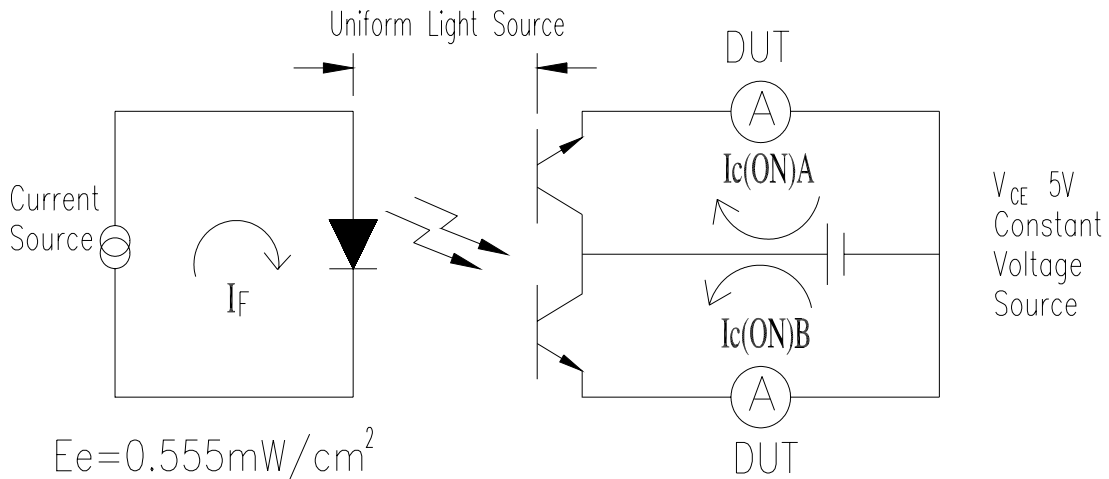 Uniform Light Source
DUT
A
Ic(ON)A
Current
Source
IF
VCE 5V
Constant
Voltage
Source
Ic(ON)B
A
DUT
Ee=0.555mW/cm²